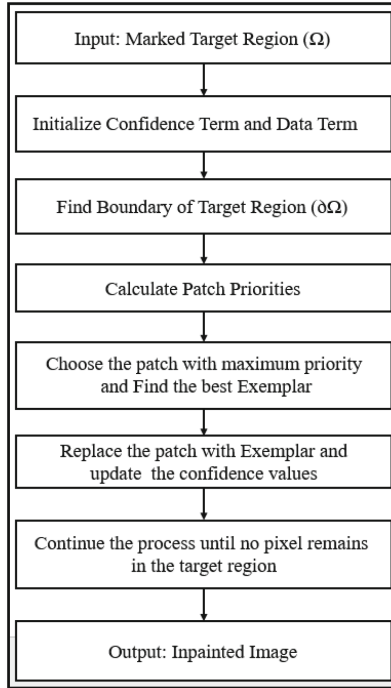 Input: Marked Target Region (Ω)
Initialize Confidence Term and Data Term
Find Boundary of Target Region (∂Ω)
Calculate Patch Priorities
Choose the patch with maximum priority
and Find the best Exemplar
Replace the patch with Exemplar and
update the confidence values
Continue the process until no pixel remains
in the target region
Output: Inpainted Image